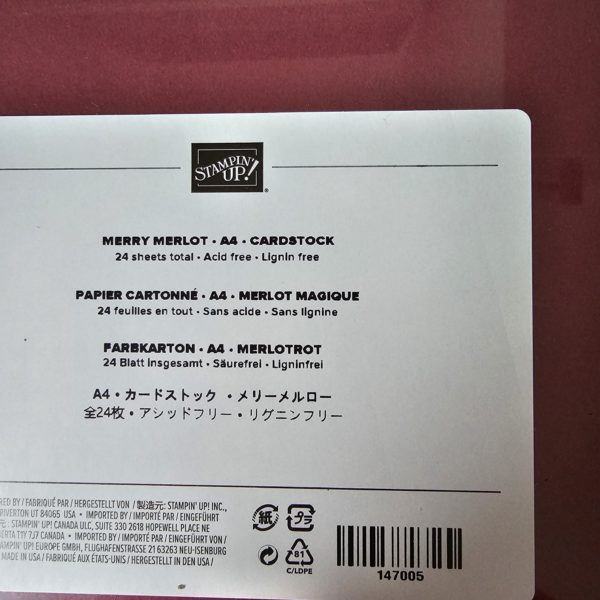 STAMPIN' UP!®
MERRY MERLOT • A4 • CARDSTOCK
24 sheets total • Acid free • Lignin free
PAPIER CARTONNÉ • A4 • MERLOT MAGIQUE
24 feuilles en tout • Sans acide • Sans lignine
FARBKARTON • A4 • MERLOTROT
24 Blatt insgesamt • Säurefrei • Ligninfrei
A4・カードストック ・メリーメルロー
全24枚・アシッドフリー・リグニンフリー
BY / FABRIQUÉ PAR / HERGESTELLT VON / 製造元: STAMPIN' UP! INC.,
RIVERTON UT 84065 USA • IMPORTED BY / IMPORTÉ PAR / EINGEFÜHRT
STAMPIN' UP! CANADA ULC, SUITE 330 2618 HOPEWELL PLACE NE
T1Y 7J7 CANADA • IMPORTED BY / IMPORTÉ PAR / EINGEFÜHRT VON /
UP! EUROPE GMBH, FLUGHAFENSTRASSE 21 63263 NEU-ISENBURG
MADE IN USA / FABRIQUÉ AUX ÉTATS-UNIS / HERGESTELLT IN DEN USA /
紙 プラ
81
C/LDPE
147005